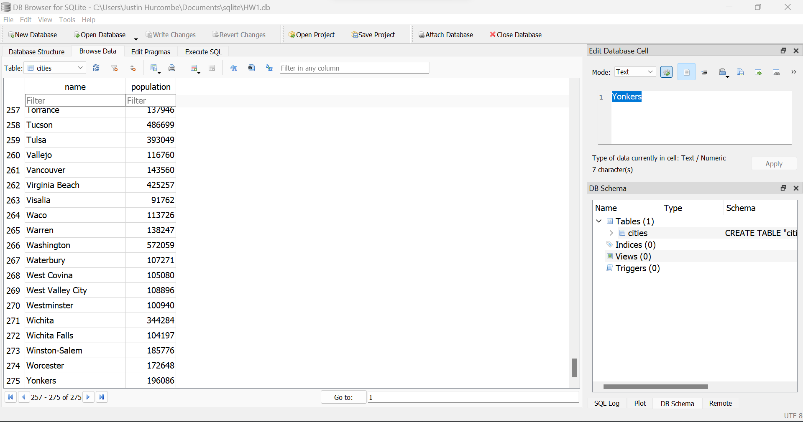 DB Browser for SQLite - C:\Users\Justin Hurcombe\Documents\sqlite\HW1.db
File Edit View Tools Help
New Database Open Database Write Changes Revert Changes Open Project Save Project Attach Database Close Database
Database Structure Browse Data Edit Pragmas Execute SQL
Table: cities Filter in any column
name population
Filter Filter
257 Torrance 137946
258 Tucson 486699
259 Tulsa 393049
260 Vallejo 116760
261 Vancouver 143560
262 Virginia Beach 425257
263 Visalia 91762
264 Waco 113726
265 Warren 138247
266 Washington 572059
267 Waterbury 107271
268 West Covina 105080
269 West Valley City 108896
270 Westminster 100940
271 Wichita 344284
272 Wichita Falls 104197
273 Winston-Salem 185776
274 Worcester 172648
275 Yonkers 196086
257 - 275 of 275 Go to: 1
Edit Database Cell
Mode: Text
1 Yonkers
Type of data currently in cell: Text / Numeric
7 character(s)
Apply
DB Schema
Name Type Schema
Tables (1)
cities CREATE TABLE "citi
Indices (0)
Views (0)
Triggers (0)
SQL Log Plot DB Schema Remote
UTF 8